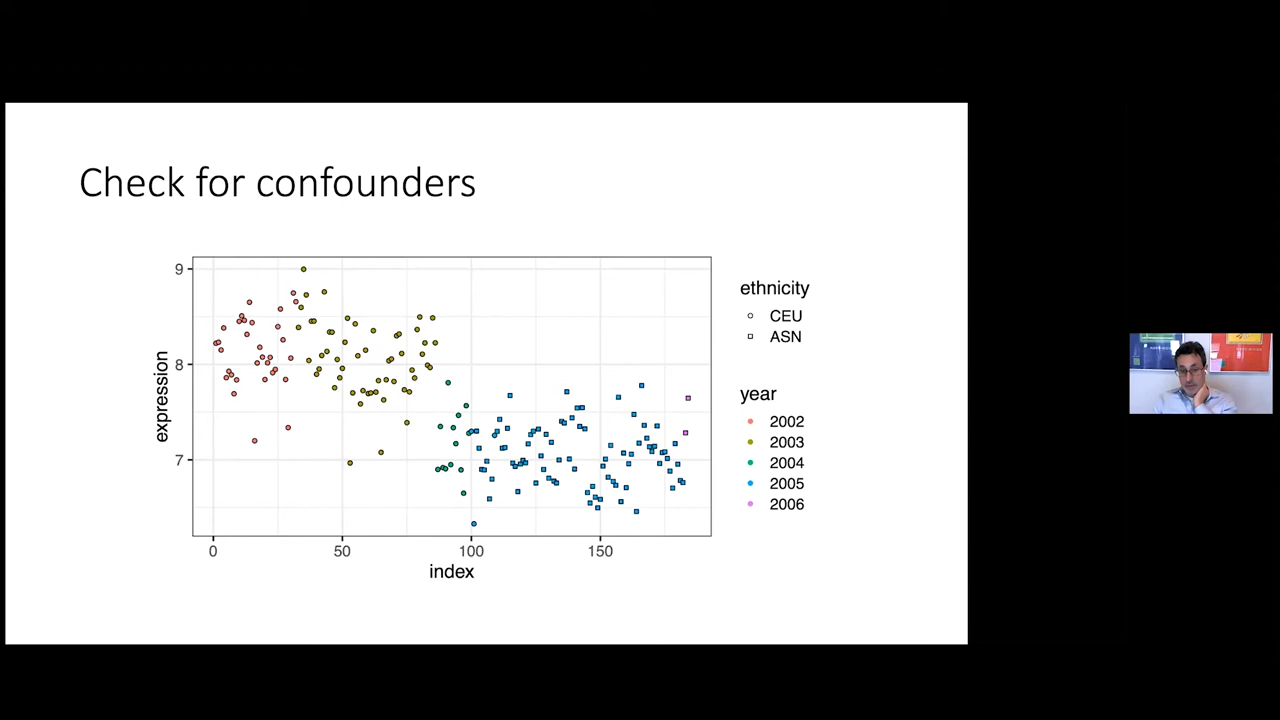 Check for confounders
9
8
7
expression
0 50 100 150
index
ethnicity
CEU
ASN
year
2002
2003
2004
2005
2006